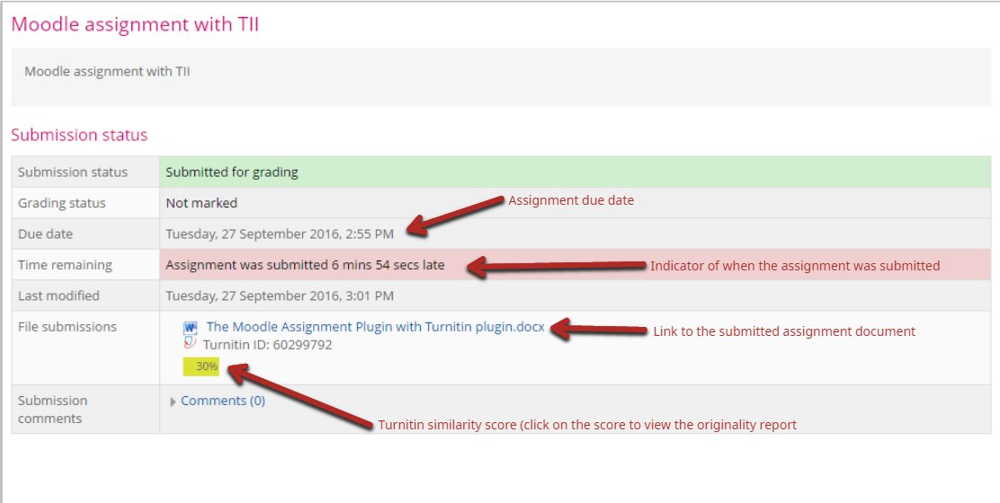 Moodle assignment with TII
Moodle assignment with TII
Submission status
Submission status Submitted for grading
Grading status Not marked
Assignment due date
Due date Tuesday, 27 September 2016, 2:55 PM
Time remaining Assignment was submitted 6 mins 54 secs late
Indicator of when the assignment was submitted
Last modified Tuesday, 27 September 2016, 3:01 PM
File submissions The Moodle Assignment Plugin with Turnitin plugin.docx
Link to the submitted assignment document
Turnitin ID: 60299792
30%
Submission
comments
Comments (0)
Turnitin similarity score (click on the score to view the originality report